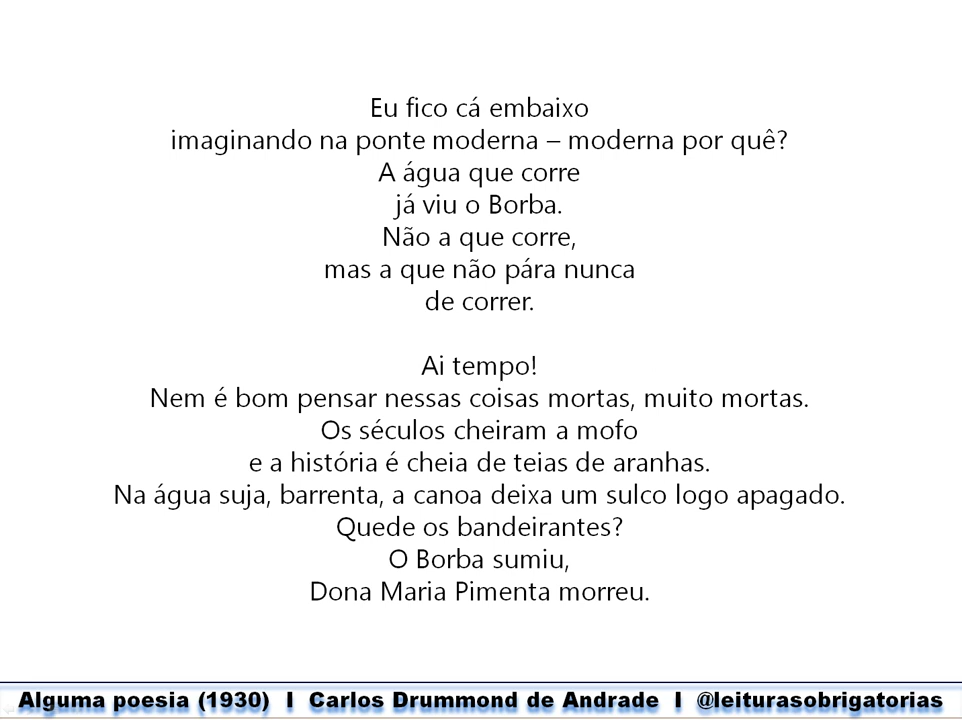 Eu fico cá embaixo
imaginando na ponte moderna – moderna por quê?
A água que corre
já viu o Borba.
Não a que corre,
mas a que não pára nunca
de correr.
Ai tempo!
Nem é bom pensar nessas coisas mortas, muito mortas.
Os séculos cheiram a mofo
e a história é cheia de teias de aranhas.
Na água suja, barrenta, a canoa deixa um sulco logo apagado.
Quede os bandeirantes?
O Borba sumiu,
Dona Maria Pimenta morreu.
Alguma poesia (1930) I Carlos Drummond de Andrade I @leiturasobrigatorias